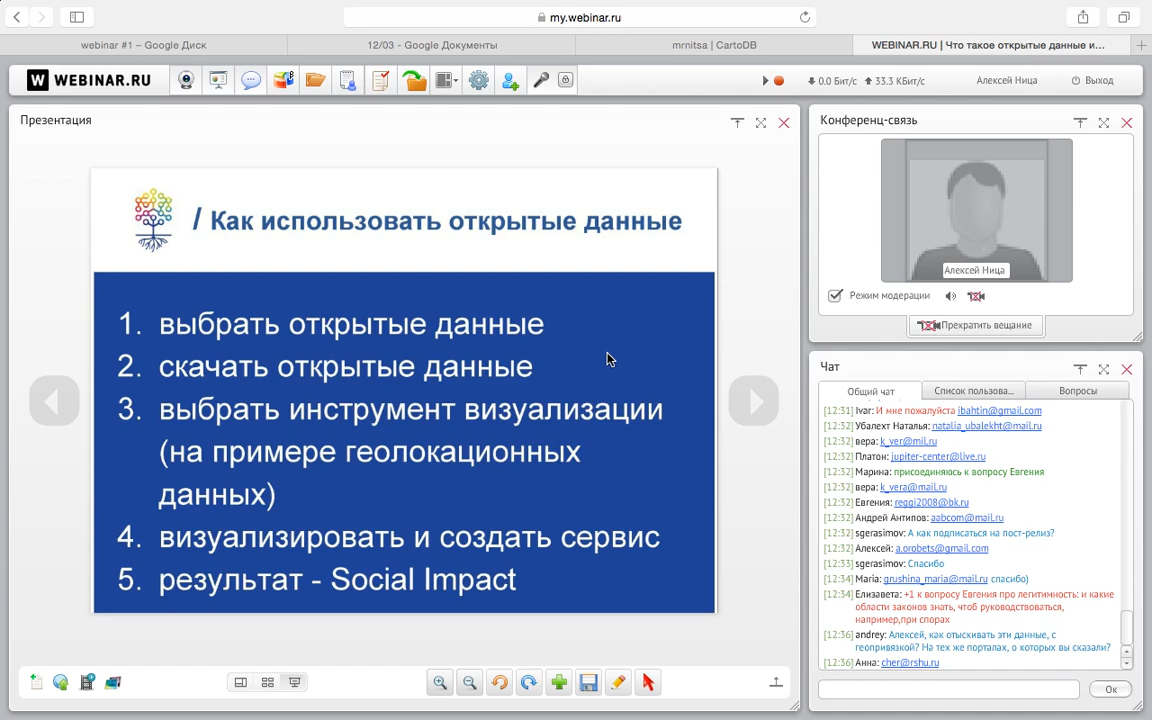 my.webinar.ru
webinar #1 – Google Диск
12/03 - Google Документы
mrnitsa | CartoDB
WEBINAR.RU | Что такое открытые данные и...
W WEBINAR.RU
0.0 Бит/с 33.3 КБит/с
Алексей Ница
Выход
Презентация
/ Как использовать открытые данные
1. выбрать открытые данные
2. скачать открытые данные
3. выбрать инструмент визуализации
(на примере геолокационных
данных)
4. визуализировать и создать сервис
5. результат - Social Impact
Конференц-связь
Алексей Ница
Режим модерации
Прекратить вещание
Чат
Общий чат
Список пользова...
Вопросы
[12:31] Ivar: И мне пожалуйста ibahtin@gmail.com
[12:32] Убалехт Наталья: natalia_ubalekht@mail.ru
[12:32] вера: k_ver@mil.ru
[12:32] Платон: jupiter-center@live.ru
[12:32] Марина: присоединяюсь к вопросу Евгения
[12:32] вера: k_vera@mail.ru
[12:32] Евгения: reggi2008@bk.ru
[12:32] Андрей Антипов: aabcom@mail.ru
[12:32] sgerasimov: А как подписаться на пост-релиз?
[12:32] Алексей: a.orobets@gmail.com
[12:33] sgerasimov: Спасибо
[12:34] Maria: grushina_maria@mail.ru спасибо)
[12:34] Елизавета: +1 к вопросу Евгения про легитимность: и какие
области законов знать, чтоб руководствоваться,
например,при спорах
[12:36] andrey: Алексей, как отыскивать эти данные, с
геопривязкой? На тех же порталах, о которых вы сказали?
[12:36] Анна: cher@rshu.ru
Ок